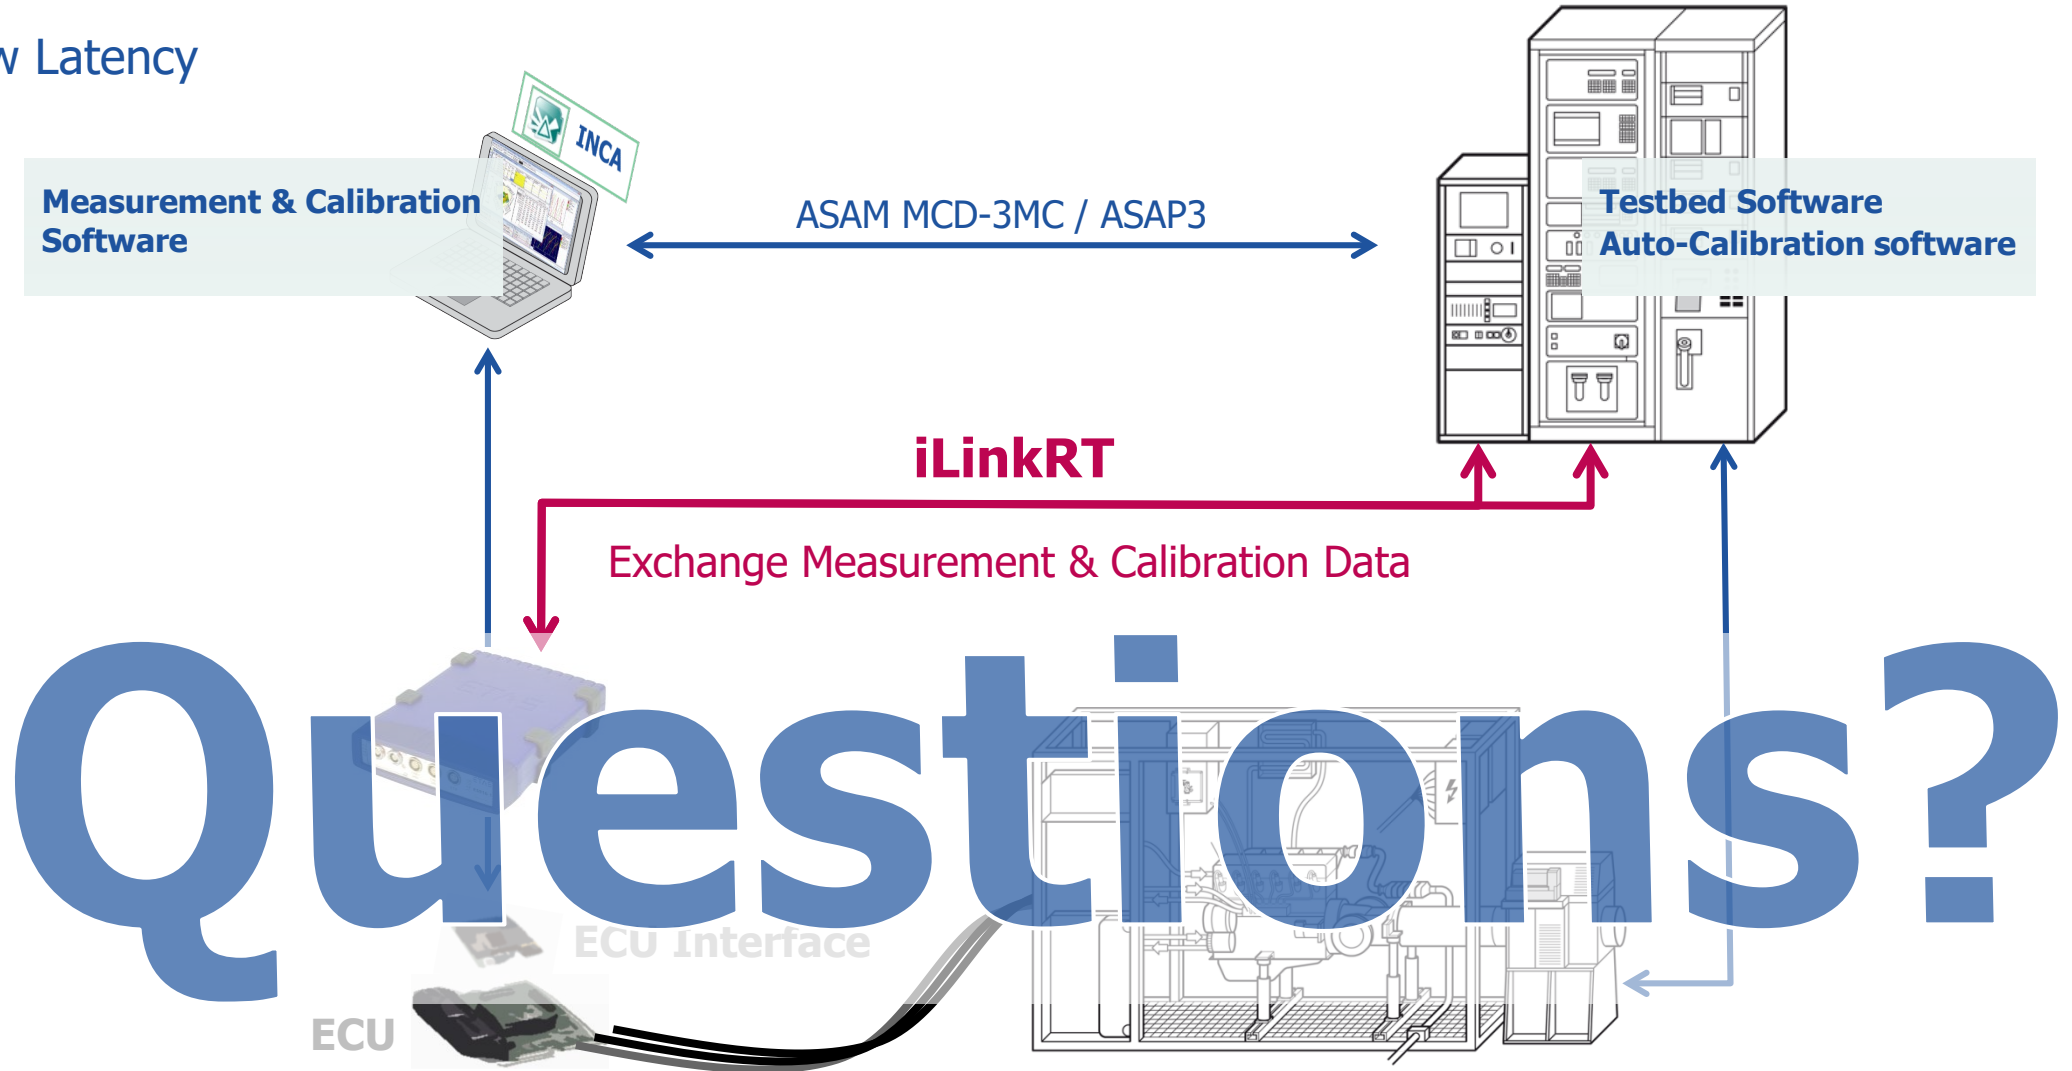 w Latency
INCA
Measurement & Calibration
Software
ASAM MCD-3MC / ASAP3
Testbed Software
Auto-Calibration software
iLinkRT
Exchange Measurement & Calibration Data
Questions?
ECU Interface
ECU